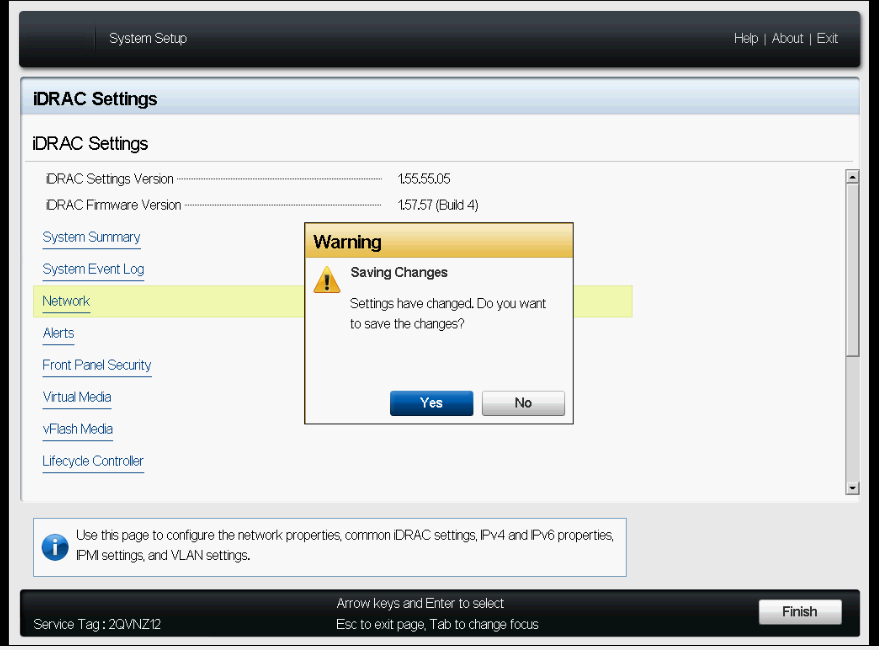 System Setup
Help | About | Exit
iDRAC Settings
iDRAC Settings
iDRAC Settings Version 1.55.55.05
iDRAC Firmware Version 1.57.57 (Build 4)
System Summary
System Event Log
Network
Alerts
Front Panel Security
Virtual Media
vFlash Media
Lifecycle Controller
Warning
Saving Changes
Settings have changed. Do you want
to save the changes?
Yes No
Use this page to configure the network properties, common iDRAC settings, IPv4 and IPv6 properties,
IPMI settings, and VLAN settings.
Arrow keys and Enter to select
Service Tag : 2QVNZ12
Esc to exit page, Tab to change focus
Finish